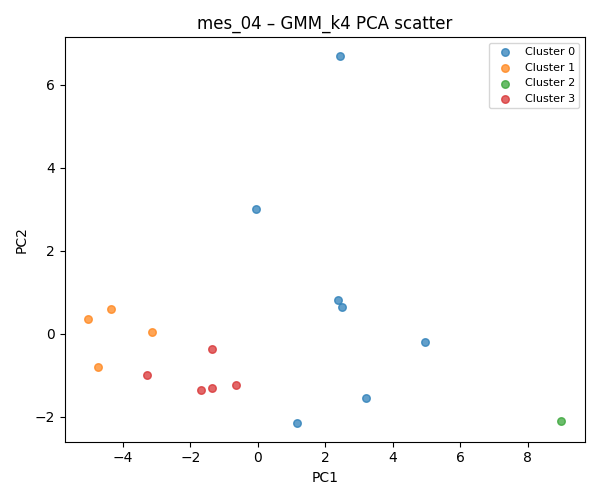 mes_04 – GMM_k4 PCA scatter
Cluster 0
Cluster 1
Cluster 2
Cluster 3
PC2
6
4
2
0
−2
−4
−2
0
2
4
6
8
PC1